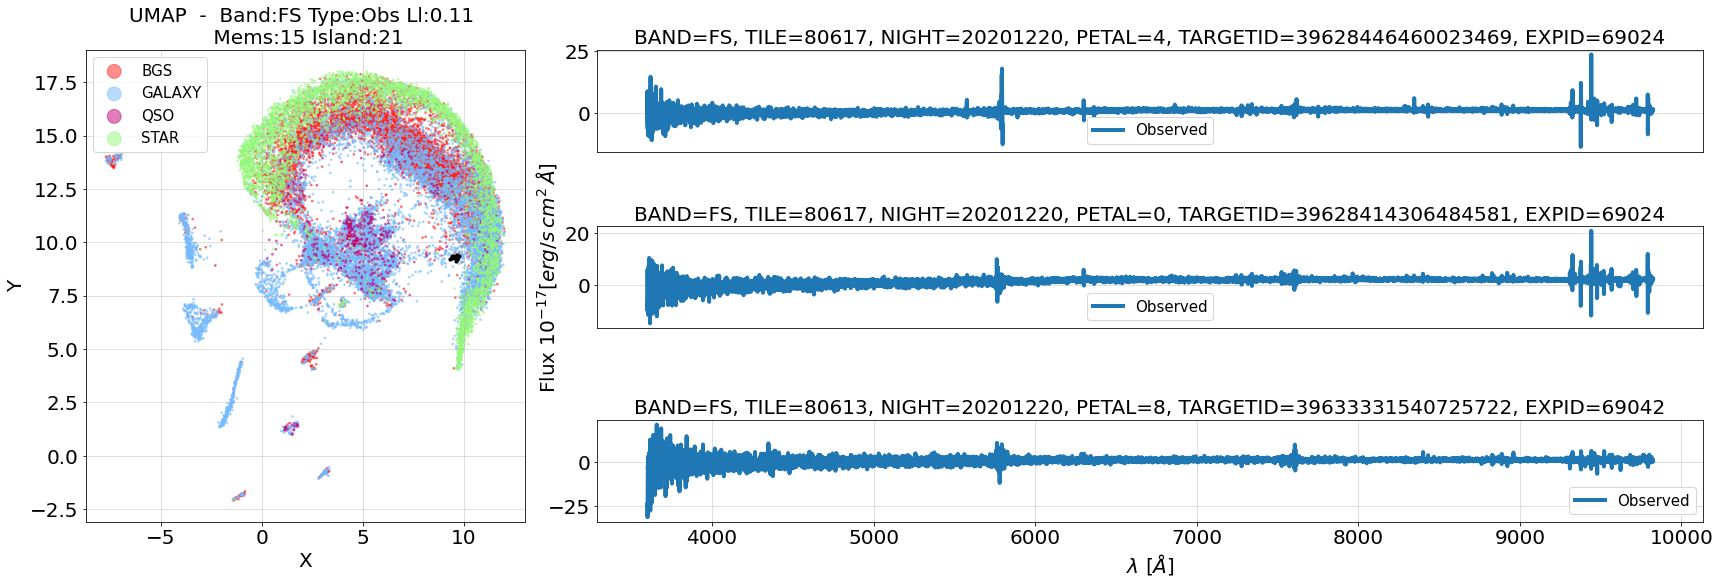 UMAP - Band:FS Type:Obs Ll:0.11
Mems:15 Island:21
BGS
GALAXY
QSO
STAR
17.5
15.0
12.5
10.0
7.5
5.0
2.5
0.0
−2.5
Y
−5
0
5
10
X
Flux 10^{-17}[erg/s cm^2 Å]
BAND=FS, TILE=80617, NIGHT=20201220, PETAL=4, TARGETID=39628446460023469, EXPID=69024
25
0
Observed
BAND=FS, TILE=80617, NIGHT=20201220, PETAL=0, TARGETID=39628414306484581, EXPID=69024
20
0
Observed
BAND=FS, TILE=80613, NIGHT=20201220, PETAL=8, TARGETID=39633331540725722, EXPID=69042
0
−25
Observed
4000
5000
6000
7000
8000
9000
10000
λ [Å]